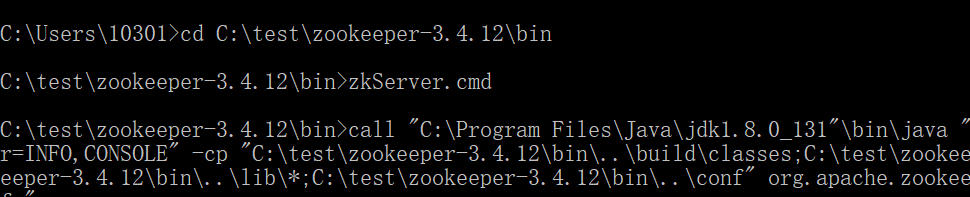 C:\Users\10301>cd C:\test\zookeeper-3.4.12\bin
C:\test\zookeeper-3.4.12\bin>zkServer.cmd
C:\test\zookeeper-3.4.12\bin>call "C:\Program Files\Java\jdk1.8.0_131"\bin\java "
r=INFO,CONSOLE" -cp "C:\test\zookeeper-3.4.12\bin\..\build\classes;C:\test\zookee
eeper-3.4.12\bin\..\lib\*;C:\test\zookeeper-3.4.12\bin\..\conf" org.apache.zookee